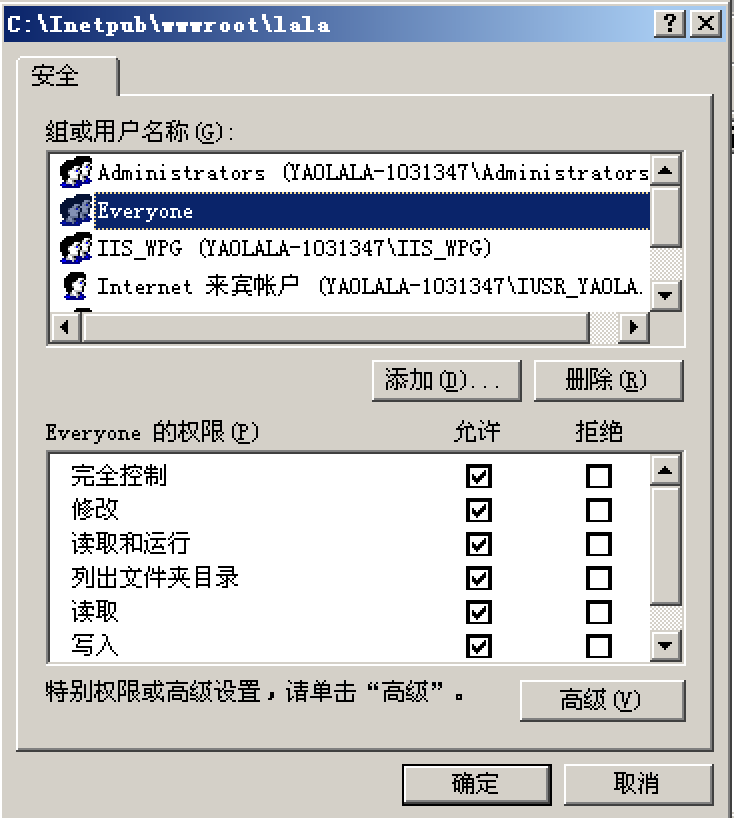 C:\Inetpub\wwwroot\lala
安全
组或用户名称(G):
Administrators (YAOLALA-1031347\Administrators
Everyone
IIS_WPG (YAOLALA-1031347\IIS_WPG)
Internet 来宾帐户 (YAOLALA-1031347\IUSR_YAOLA.
添加(D)... 删除(R)
Everyone 的权限(P) 允许 拒绝
完全控制
修改
读取和运行
列出文件夹目录
读取
写入
特别权限或高级设置，请单击“高级”。 高级(V)
确定 取消